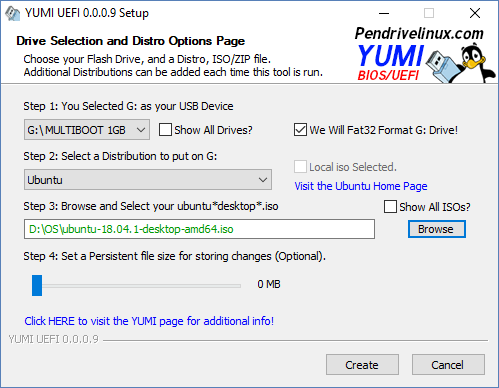 YUMI UEFI 0.0.0.9 Setup
Drive Selection and Distro Options Page
Choose your Flash Drive, and a Distro, ISO/ZIP file.
Additional Distributions can be added each time this tool is run.
Pendrivelinux.com
YUMI
BIOS/UEFI
Step 1: You Selected G: as your USB Device
G:\ MULTIBOOT 1GB
Show All Drives?
We Will Fat32 Format G: Drive!
Step 2: Select a Distribution to put on G:
Local iso Selected.
Ubuntu
Visit the Ubuntu Home Page
Step 3: Browse and Select your ubuntu*desktop*.iso
Show All ISOs?
D:\OS\ubuntu-18.04.1-desktop-amd64.iso
Browse
Step 4: Set a Persistent file size for storing changes (Optional).
0 MB
Click HERE to visit the YUMI page for additional info!
YUMI UEFI 0.0.0.9
Create
Cancel